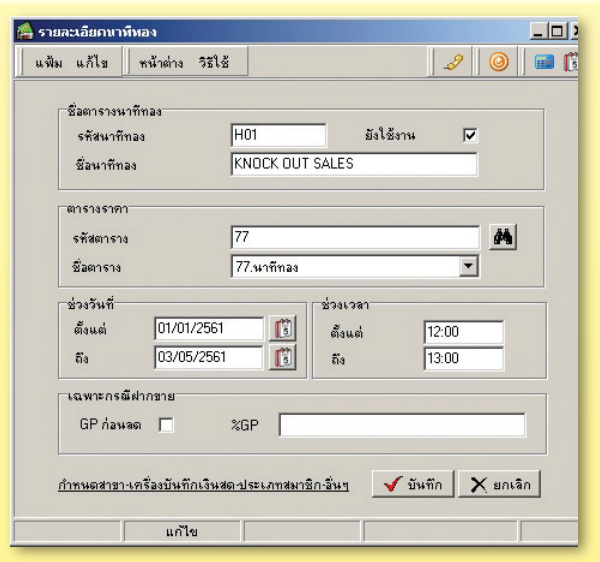 รายละเอียดนาทีทอง
แฟ้ม แก้ไข หน้าต่าง วิธีใช้
ชื่อตารางนาทีทอง
รหัสนาทีทอง H01 ยังใช้งาน
ชื่อนาทีทอง KNOCK OUT SALES
ตารางราคา
รหัสตาราง 77
ชื่อตาราง 77.นาทีทอง
ช่วงวันที่ ช่วงเวลา
ตั้งแต่ 01/01/2561 5 ตั้งแต่ 12:00
ถึง 03/05/2561 5 ถึง 13:00
เฉพาะกรณีฝากขาย
GP ก่อนลด %GP
กำหนดสาขา-เครื่องบันทึกเงินสด-ประเภทสมาชิก-อื่นๆ บันทึก ยกเลิก
แก้ไข